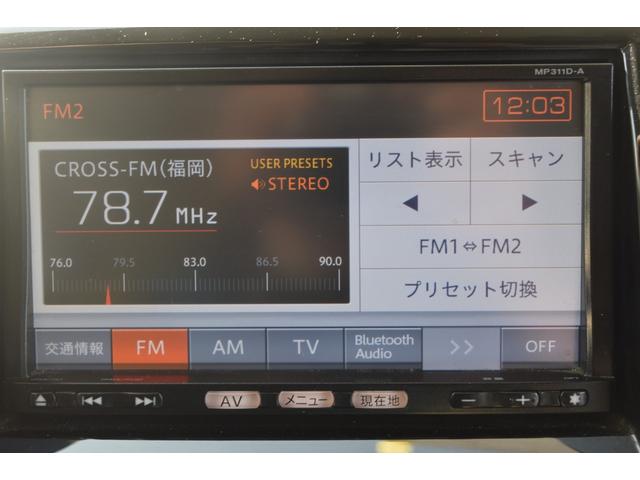 MP311D-A
FM2
12:03
CROSS-FM(福岡)
USER PRESETS
STEREO
78.7 MHz
76.0 79.5 83.0 86.5 90.0
リスト表示 スキャン
◀ ▶
FM1⇔FM2
プリセット切換
交通情報 FM AM TV Bluetooth Audio >> OFF
AV メニュー 現在地 − +